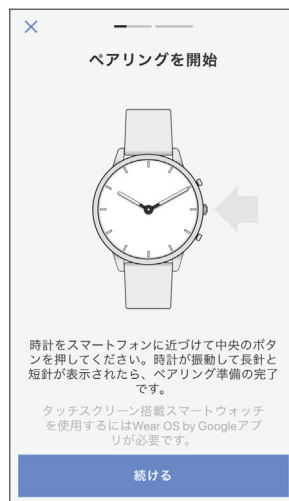 ペアリングを開始
時計をスマートフォンに近づけて中央のボタ
ンを押してください。時計が振動して長針と
短針が表示されたら、ペアリング準備の完了
です。
タッチスクリーン搭載スマートウォッチ
を使用するにはWear OS by Googleアプ
リが必要です。
続ける